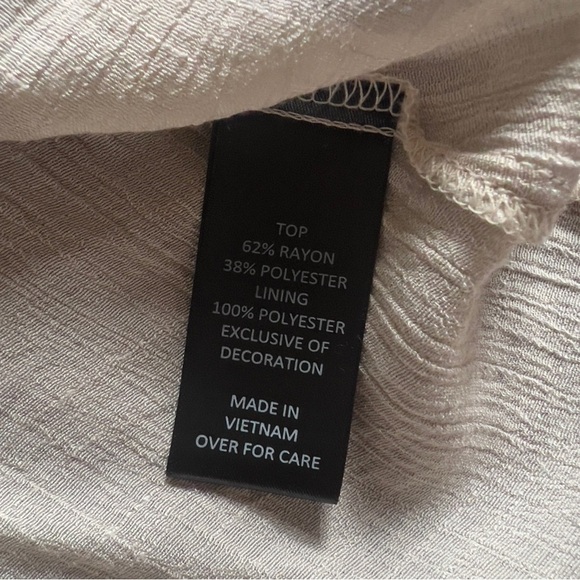 TOP
62% RAYON
38% POLYESTER
LINING
100% POLYESTER
EXCLUSIVE OF
DECORATION
MADE IN
VIETNAM
OVER FOR CARE